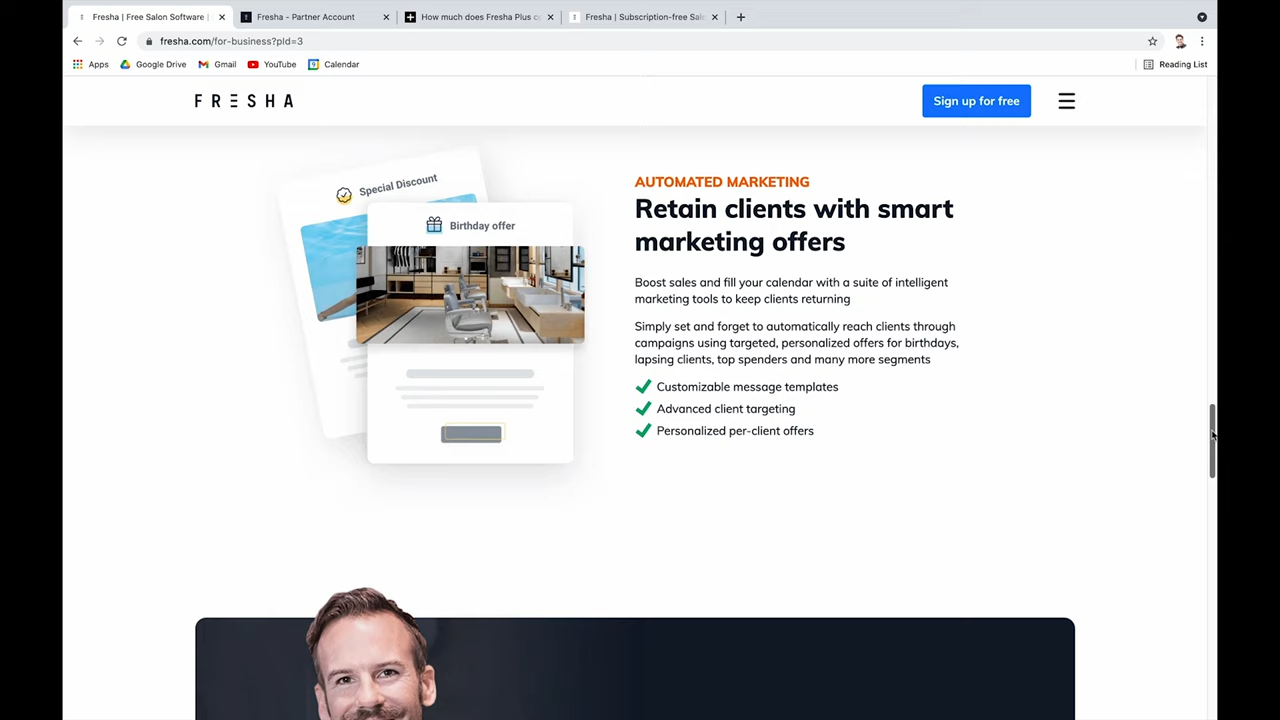 Fresha | Free Salon Software |
Fresha - Partner Account
How much does Fresha Plus co
Fresha | Subscription-free Sal
fresha.com/for-business?pId=3
Apps
Google Drive
Gmail
YouTube
Calendar
Reading List
FRESHA
Sign up for free
Special Discount
Birthday offer
AUTOMATED MARKETING
Retain clients with smart
marketing offers
Boost sales and fill your calendar with a suite of intelligent
marketing tools to keep clients returning
Simply set and forget to automatically reach clients through
campaigns using targeted, personalized offers for birthdays,
lapsing clients, top spenders and many more segments
Customizable message templates
Advanced client targeting
Personalized per-client offers